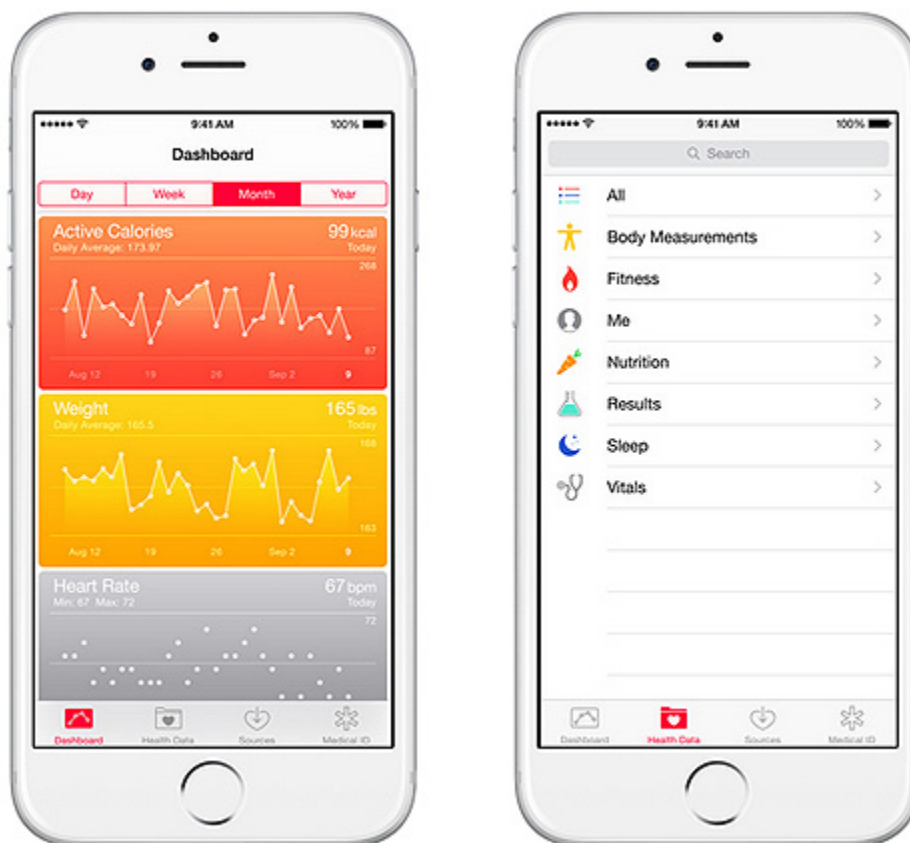 9:41 AM 100%
Dashboard
Day Week Month Year
Active Calories 99 kcal
Daily Average: 173.97 Today
268
87
Aug 12 19 26 Sep 2 9
Weight 165 lbs
Daily Average: 165.5 Today
168
163
Aug 12 19 26 Sep 2 9
Heart Rate 67 bpm
Min: 67 Max: 72 Today
72
Dashboard Health Data Sources Medical ID
9:41 AM 100%
Search
All
Body Measurements
Fitness
Me
Nutrition
Results
Sleep
Vitals
Dashboard Health Data Sources Medical ID